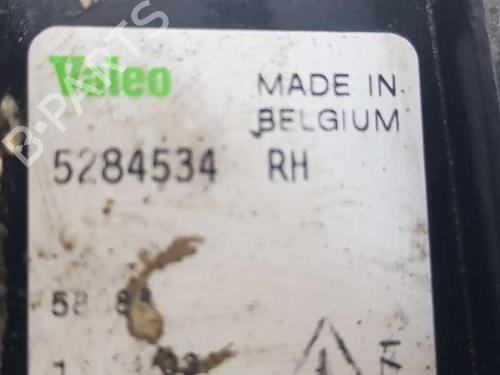 Valeo
MADE IN
BELGIUM
5284534 RH
B-PARTS